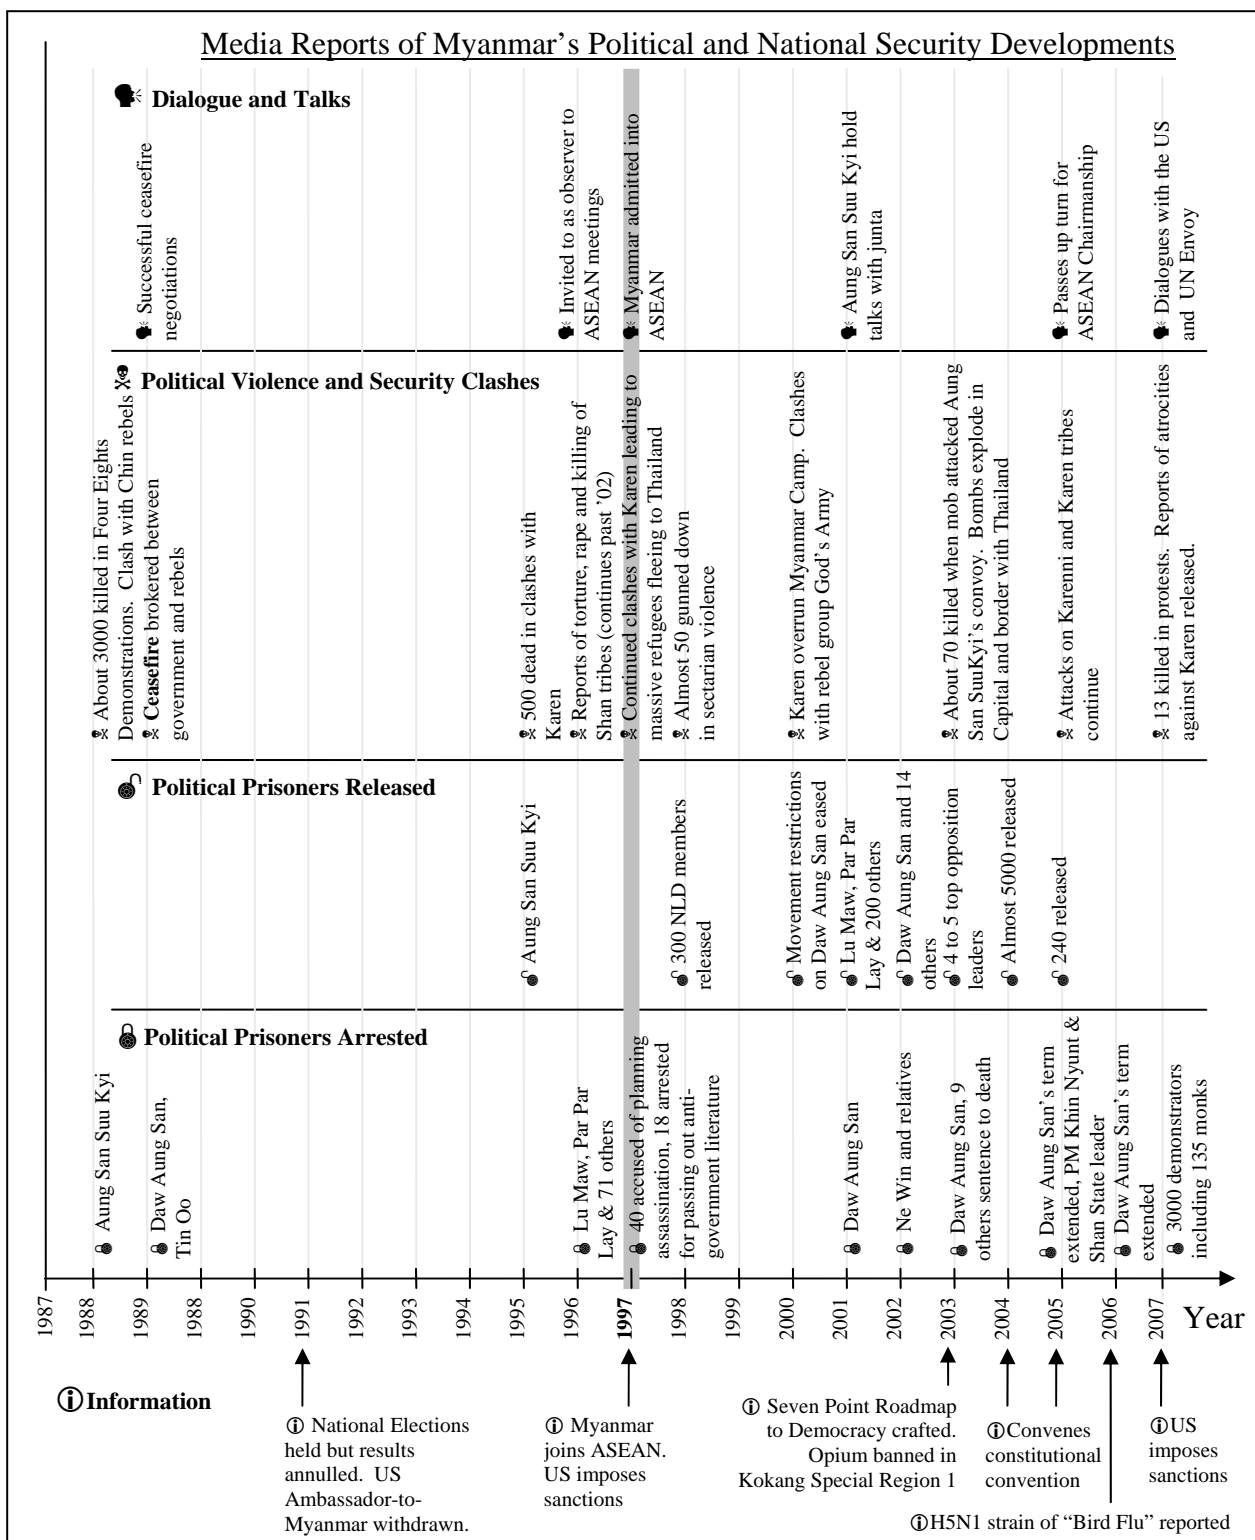 Media Reports of Myanmar's Political and National Security Developments
Dialogue and Talks
Successful ceasefire
negotiations
Invited to as observer to
ASEAN meetings
Myanmar admitted into
ASEAN
Aung San Suu Kyi hold
talks with junta
Passes up turn for
ASEAN Chairmanship
Dialogues with the US
and UN Envoy
Political Violence and Security Clashes
About 3000 killed in Four Eights
Demonstrations. Clash with Chin rebels
Ceasefire brokered between
government and rebels
500 dead in clashes with
Karen
Reports of torture, rape and killing of
Shan tribes (continues past '02)
Continued clashes with Karen leading to
massive refugees fleeing to Thailand
Almost 50 gunned down
in sectarian violence
Karen overrun Myanmar Camp. Clashes
with rebel group God's Army
About 70 killed when mob attacked Aung
San SuuKyi's convoy. Bombs explode in
Capital and border with Thailand
Attacks on Karenni and Karen tribes
continue
13 killed in protests. Reports of atrocities
against Karen released.
Political Prisoners Released
Aung San Suu Kyi
300 NLD members
released
Movement restrictions
on Daw Aung San eased
Lu Maw, Par Par
Lay & 200 others
Daw Aung San and 14
others
4 to 5 top opposition
leaders
Almost 5000 released
240 released
Political Prisoners Arrested
Aung San Suu Kyi
Daw Aung San,
Tin Oo
Lu Maw, Par Par
Lay & 71 others
40 accused of planning
assassination, 18 arrested
for passing out anti-
government literature
Daw Aung San
Ne Win and relatives
Daw Aung San, 9
others sentence to death
Daw Aung San's term
extended, PM Khin Nyunt &
Shan State leader
Daw Aung San's term
extended
3000 demonstrators
including 135 monks
1987
1988
1989
1988
1990
1991
1992
1993
1994
1995
1996
1997
1998
1999
2000
2001
2002
2003
2004
2005
2006
2007
Year
ⓘ Information
ⓘ National Elections
held but results
annulled. US
Ambassador-to-
Myanmar withdrawn.
ⓘ Myanmar
joins ASEAN.
US imposes
sanctions
ⓘ Seven Point Roadmap
to Democracy crafted.
Opium banned in
Kokang Special Region 1
ⓘConvenes
constitutional
convention
ⓘUS
imposes
sanctions
ⓘH5N1 strain of "Bird Flu" reported